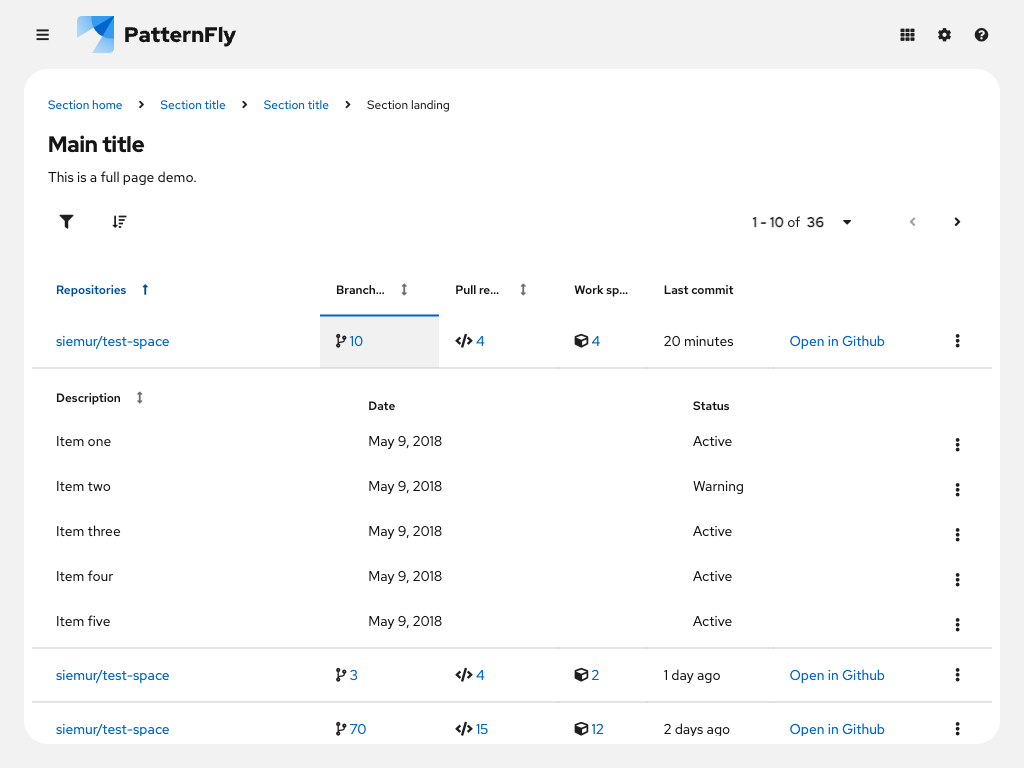 PatternFly
Section home Section title Section title Section landing
Main title
This is a full page demo.
1 - 10 of 36
Repositories Branch... Pull re... Work sp... Last commit
siemur/test-space 10 4 4 20 minutes Open in Github
Description Date Status
Item one May 9, 2018 Active
Item two May 9, 2018 Warning
Item three May 9, 2018 Active
Item four May 9, 2018 Active
Item five May 9, 2018 Active
siemur/test-space 3 4 2 1 day ago Open in Github
siemur/test-space 70 15 12 2 days ago Open in Github